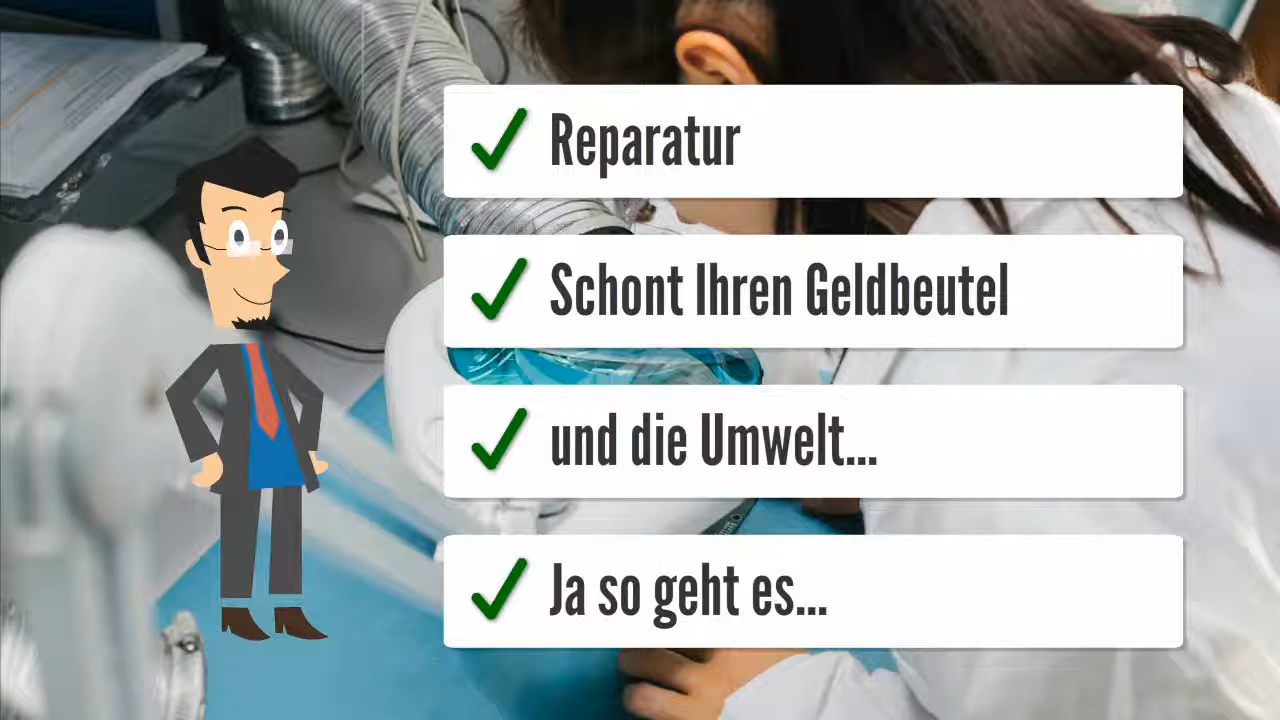 Reparatur
Schont Ihren Geldbeutel
und die Umwelt...
Ja so geht es...